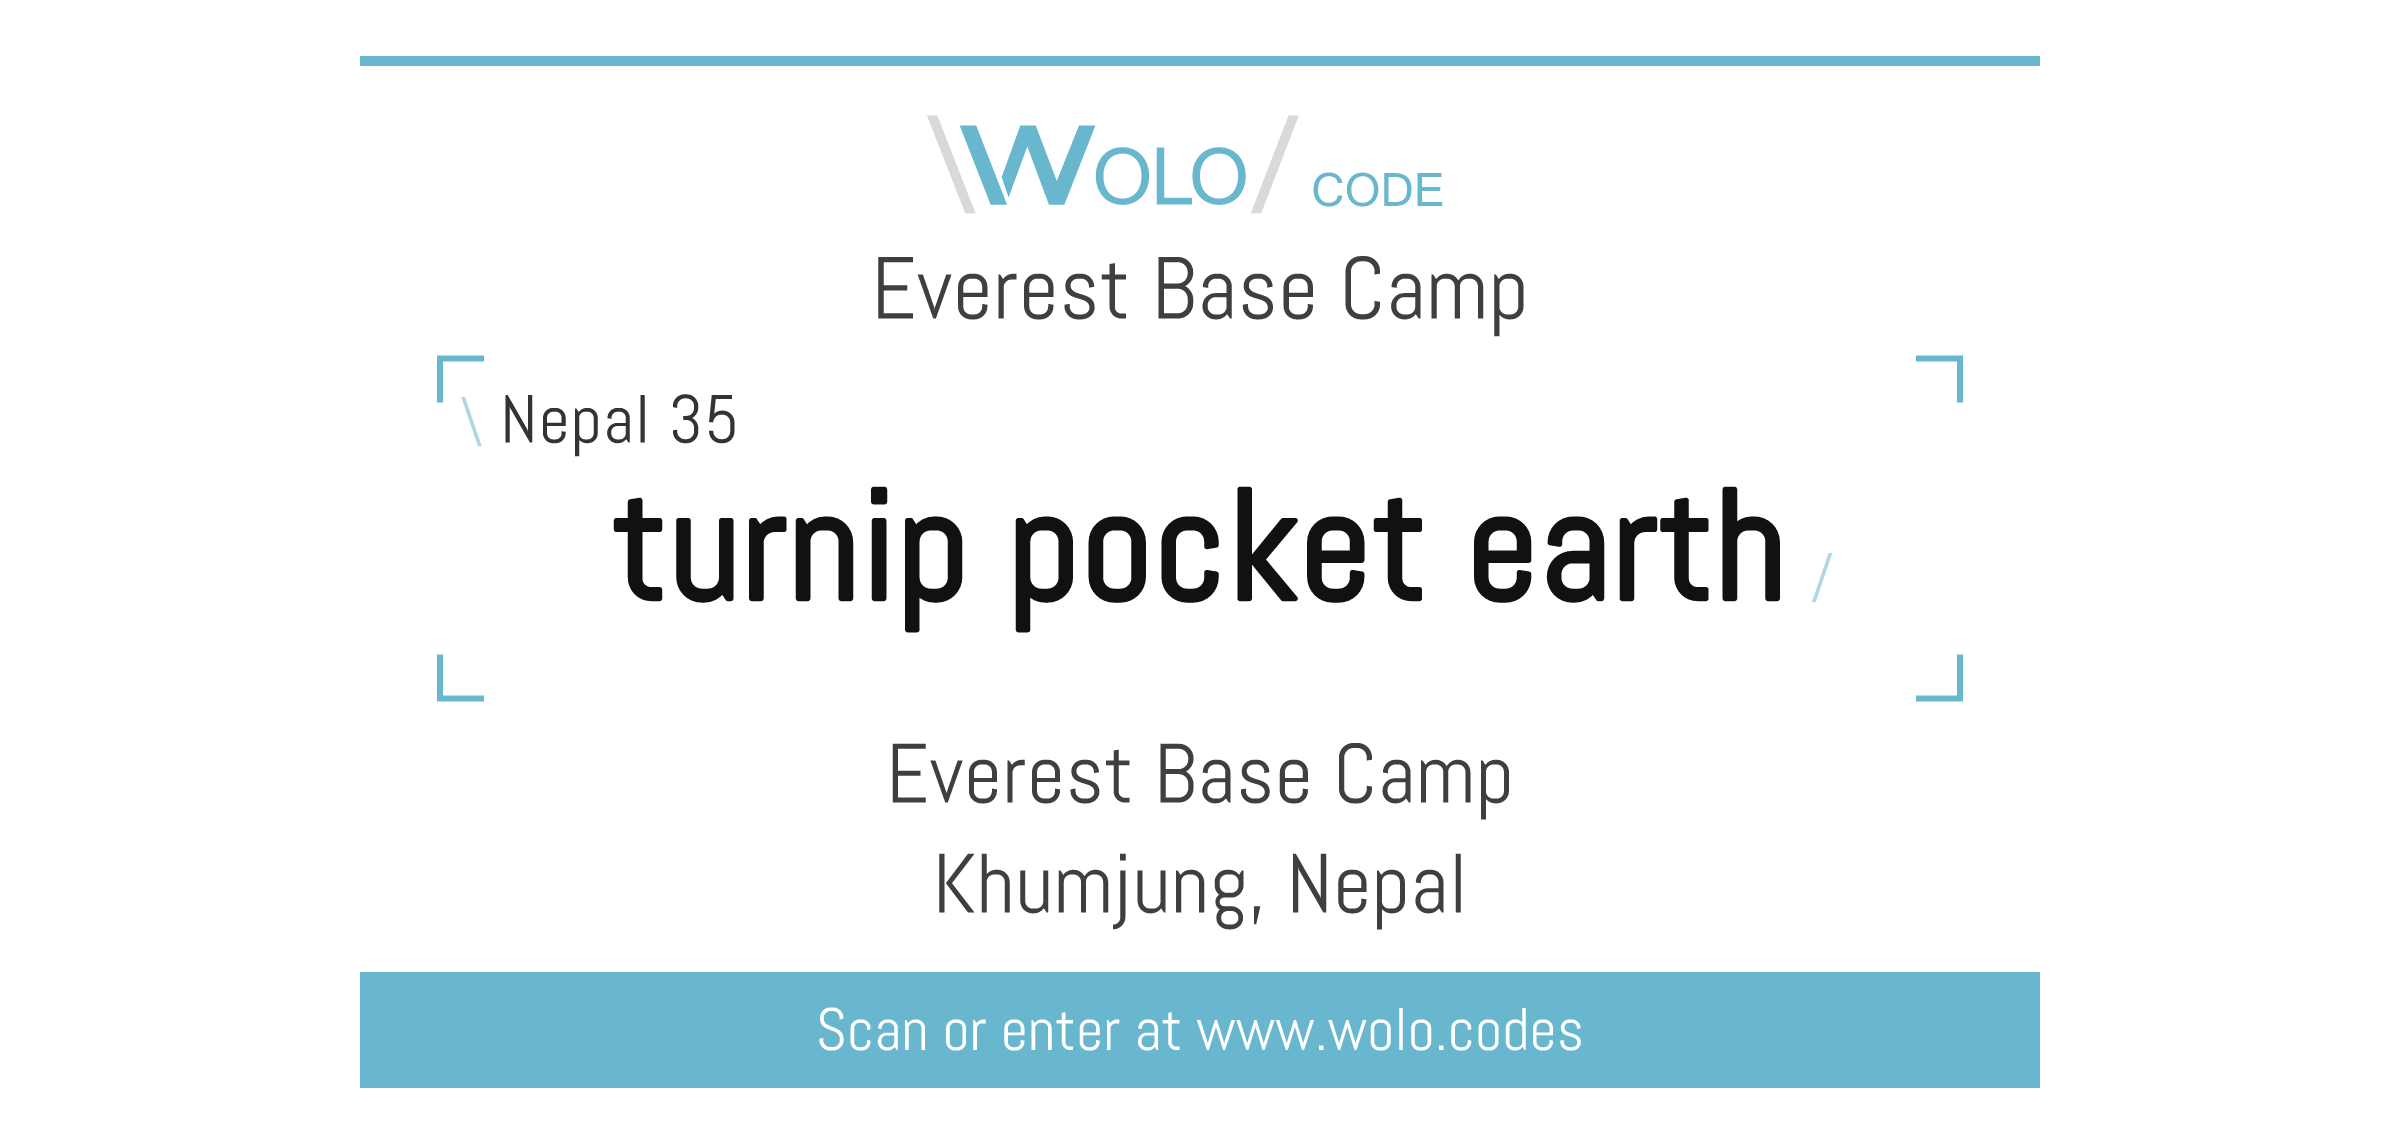 \WOLO/ CODE
Everest Base Camp
\ Nepal 35
turnip pocket earth /
Everest Base Camp
Khumjung, Nepal
Scan or enter at www.wolo.codes